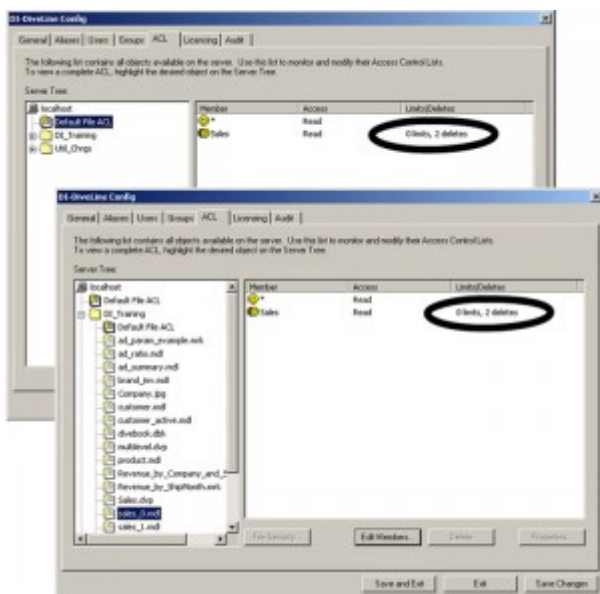 DI-DiveLine Config
General Aliases Users Groups ACL Licensing Audit
The following list contains all objects available on the server. Use this list to monitor and modify their Access Control Lists.
To view a complete ACL, highlight the desired object on the Server Tree.
Server Tree:
localhost
Default File ACL
DI_Training
Util_Chrgs
Member Access Limits/Deletes
* Read
Sales Read 0 limits, 2 deletes
DI-DiveLine Config
General Aliases Users Groups ACL Licensing Audit
The following list contains all objects available on the server. Use this list to monitor and modify their Access Control Lists.
To view a complete ACL, highlight the desired object on the Server Tree.
Server Tree:
localhost
Default File ACL
DI_Training
Default File ACL
ad_param_example.mrk
ad_ratio.mdl
ad_summary.mdl
brand_inv.mdl
Company.jpg
customer.mdl
customer_active.mdl
divebook.dbk
multilevel.dvp
product.mdl
Revenue_by_Company_and_
Revenue_by_ShipMonth.mrk
Sales.dvp
sales_0.mdl
sales_1.mdl
Member Access Limits/Deletes
* Read
Sales Read 0 limits, 2 deletes
File Security Edit Members Delete Properties
Save and Exit Exit Save Changes